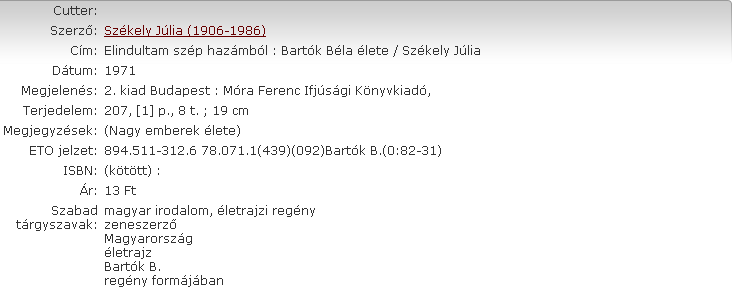 Cutter:
Szerző: Székely Júlia (1906-1986)
Cím: Elindultam szép hazámból : Bartók Béla élete / Székely Júlia
Dátum: 1971
Megjelenés: 2. kiad Budapest : Móra Ferenc Ifjúsági Könyvkiadó,
Terjedelem: 207, [1] p., 8 t. ; 19 cm
Megjegyzések: (Nagy emberek élete)
ETO jelzet: 894.511-312.6 78.071.1(439)(092)Bartók B.(0:82-31)
ISBN: (kötött) :
Ár: 13 Ft
Szabad magyar irodalom, életrajzi regény
tárgyszavak: zeneszerző
Magyarország
életrajz
Bartók B.
regény formájában